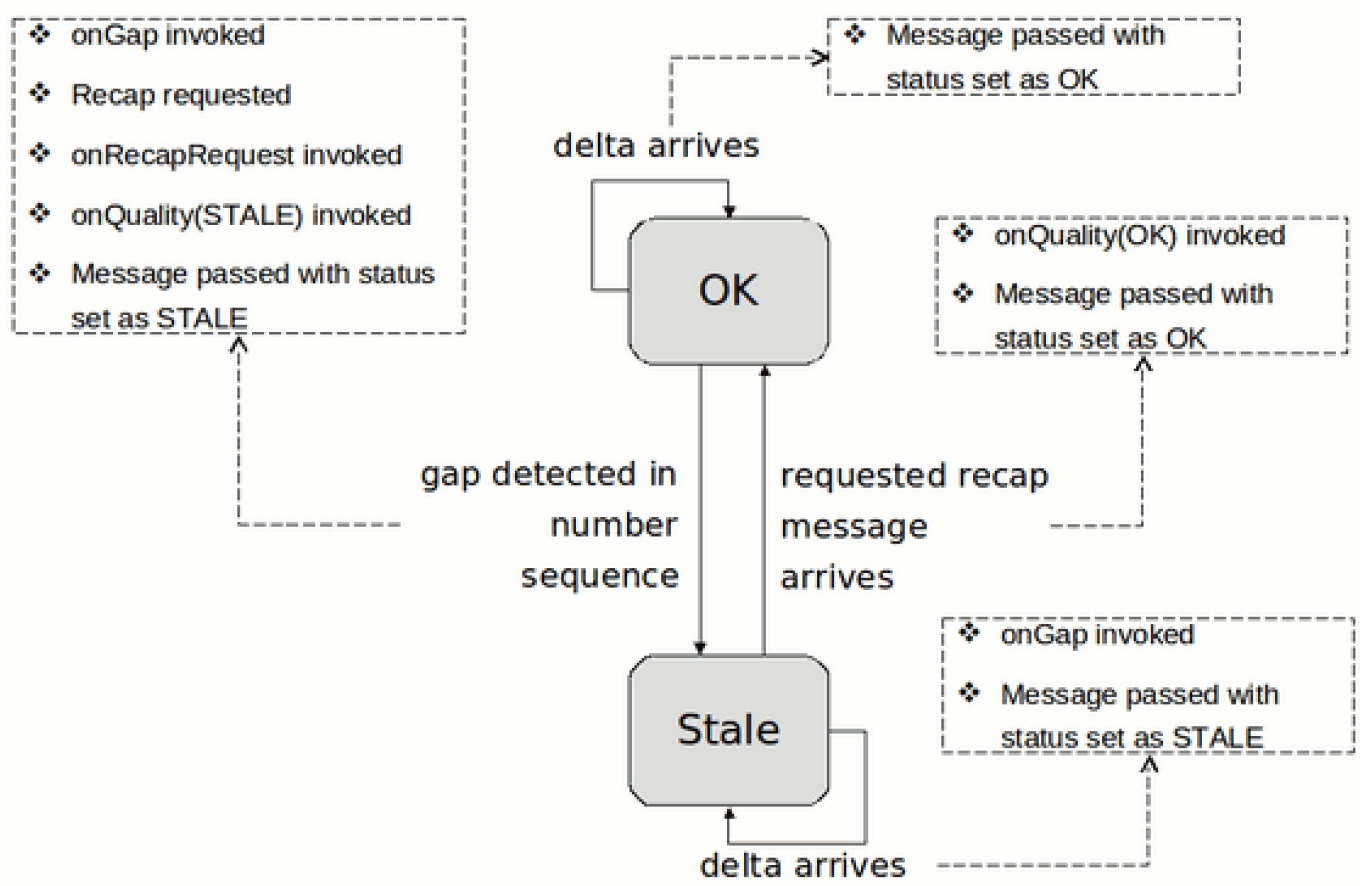 ❖ onGap invoked
❖ Recap requested
❖ onRecapRequest invoked
❖ onQuality(STALE) invoked
❖ Message passed with status
set as STALE
❖ Message passed with
status set as OK
delta arrives
OK
❖ onQuality(OK) invoked
❖ Message passed with
status set as OK
gap detected in
number
sequence
requested recap
message
arrives
❖ onGap invoked
❖ Message passed with
status set as STALE
Stale
delta arrives